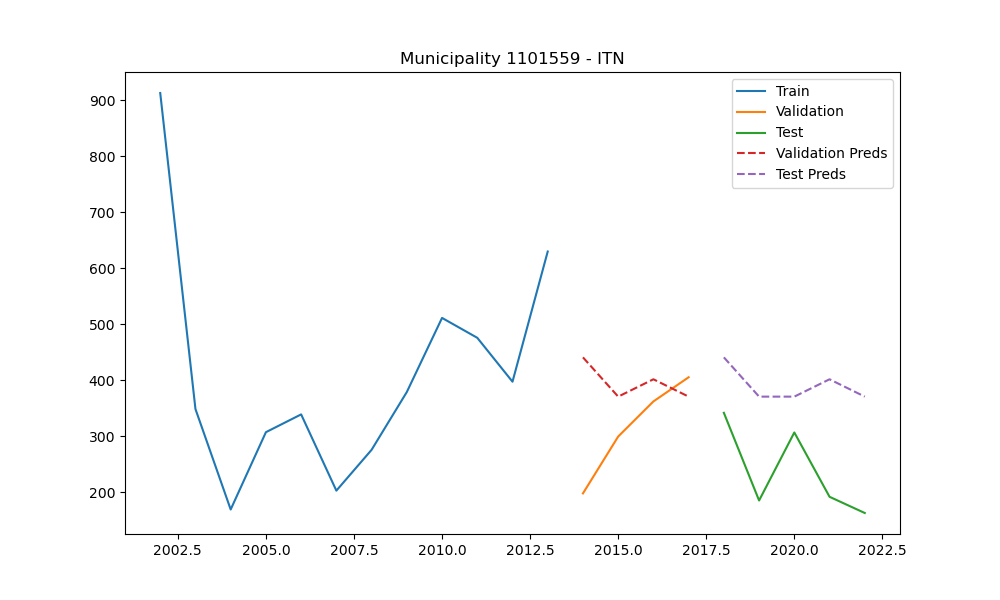 Municipality 1101559 - ITN
Train
Validation
Test
Validation Preds
Test Preds
900
800
700
600
500
400
300
200
2002.5 2005.0 2007.5 2010.0 2012.5 2015.0 2017.5 2020.0 2022.5